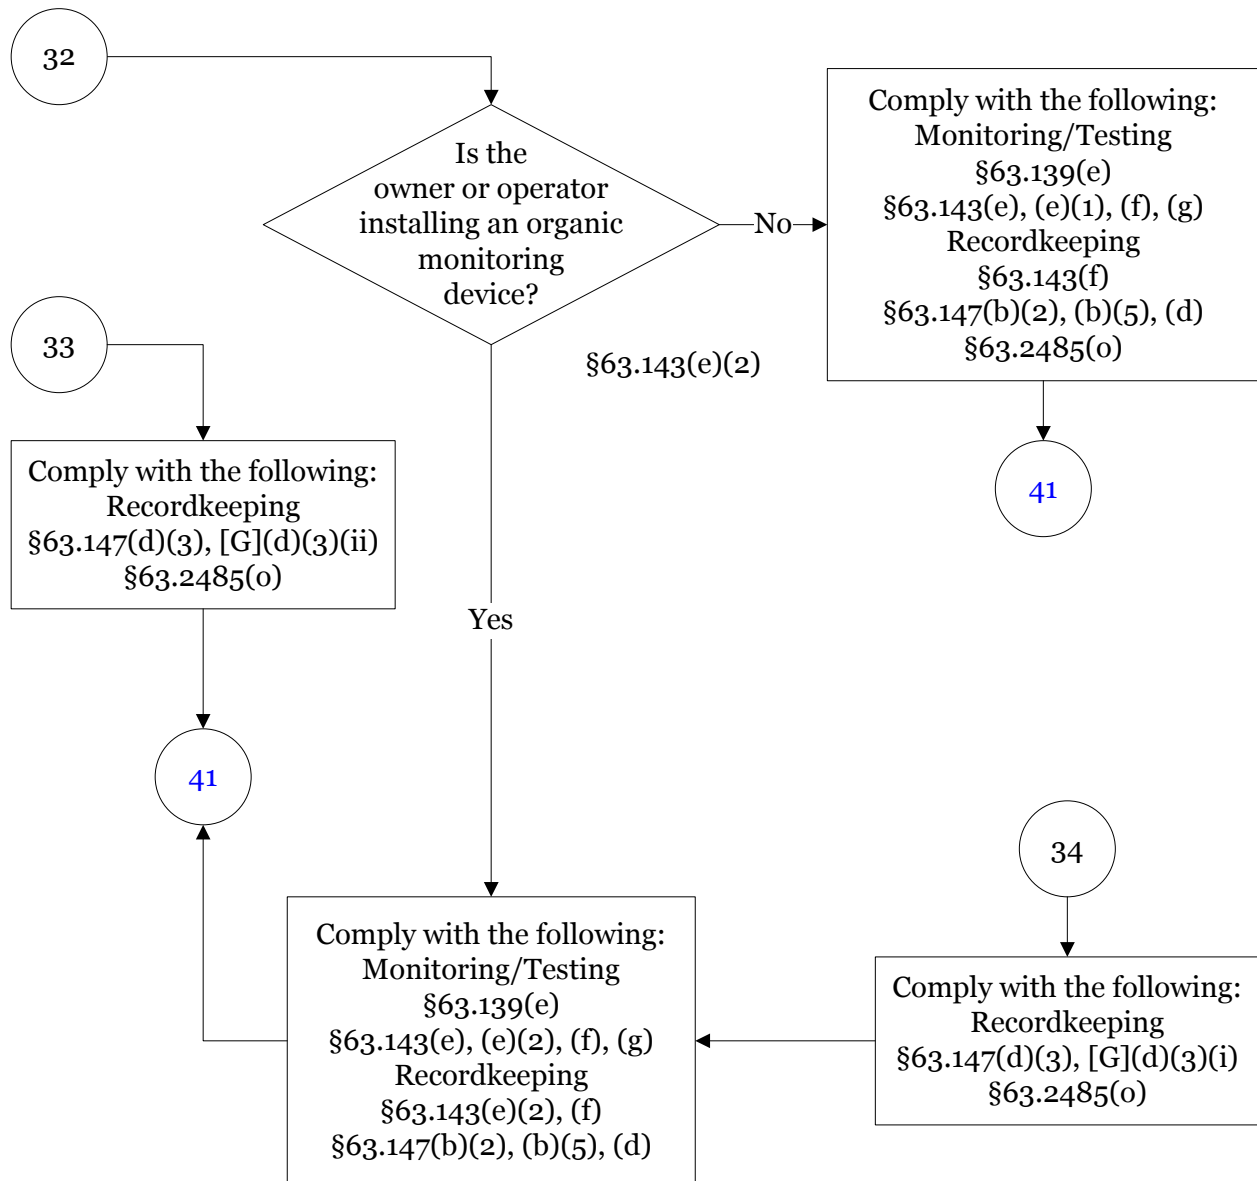 32
Is the
owner or operator
installing an organic
monitoring
device?
No
Comply with the following:
Monitoring/Testing
§63.139(e)
§63.143(e), (e)(1), (f), (g)
Recordkeeping
§63.143(f)
§63.147(b)(2), (b)(5), (d)
§63.2485(o)
§63.143(e)(2)
33
Comply with the following:
Recordkeeping
§63.147(d)(3), [G](d)(3)(ii)
§63.2485(o)
41
Yes
41
34
Comply with the following:
Monitoring/Testing
§63.139(e)
§63.143(e), (e)(2), (f), (g)
Recordkeeping
§63.143(e)(2), (f)
§63.147(b)(2), (b)(5), (d)
Comply with the following:
Recordkeeping
§63.147(d)(3), [G](d)(3)(i)
§63.2485(o)